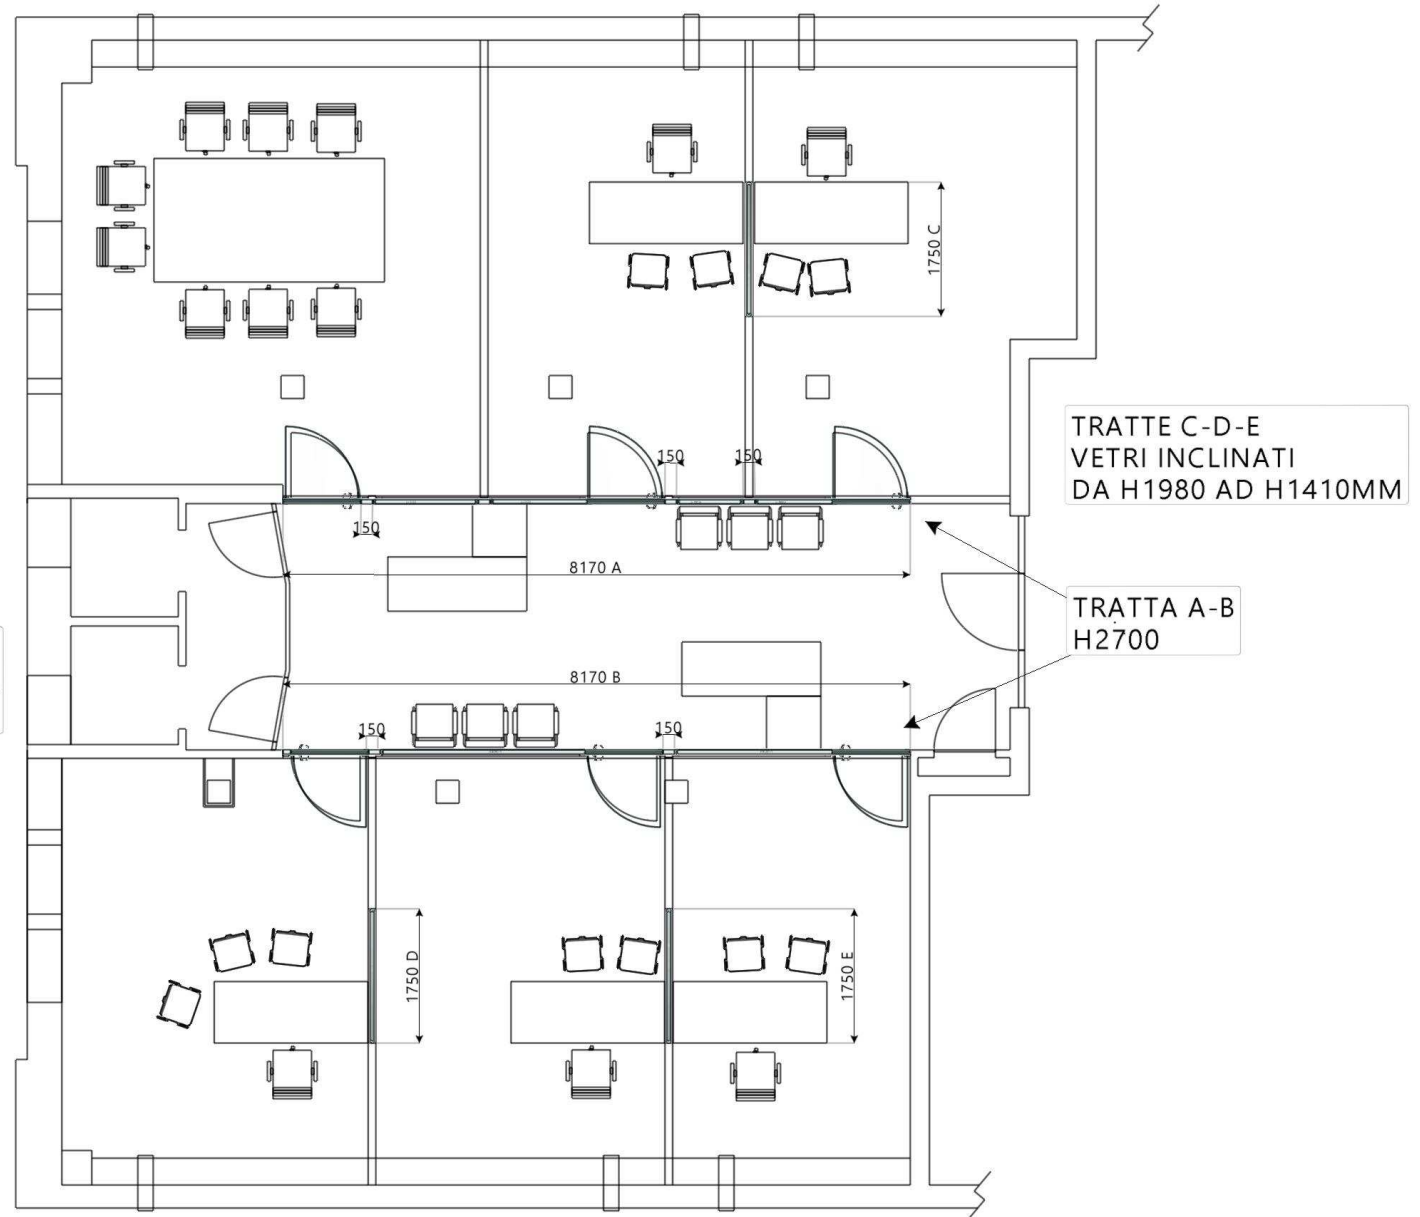 1750 C
TRATTE C-D-E
VETRI INCLINATI
DA H1980 AD H1410MM
150
150
150
8170 A
TRATTA A-B
H2700
8170 B
150
150
1750 D
1750 E